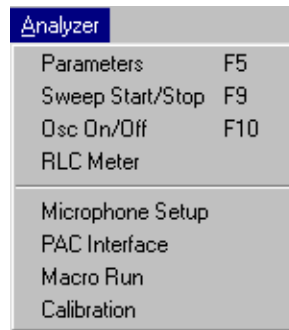 Analyzer
Parameters F5
Sweep Start/Stop F9
Osc On/Off F10
RLC Meter
Microphone Setup
PAC Interface
Macro Run
Calibration